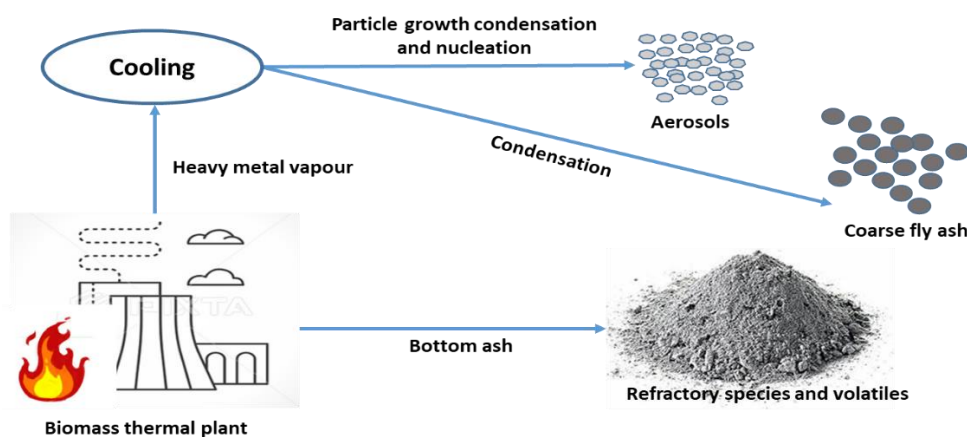 Particle growth condensation
and nucleation
Cooling
Aerosols
Condensation
Heavy metal vapour
Coarse fly ash
Bottom ash
Refractory species and volatiles
Biomass thermal plant